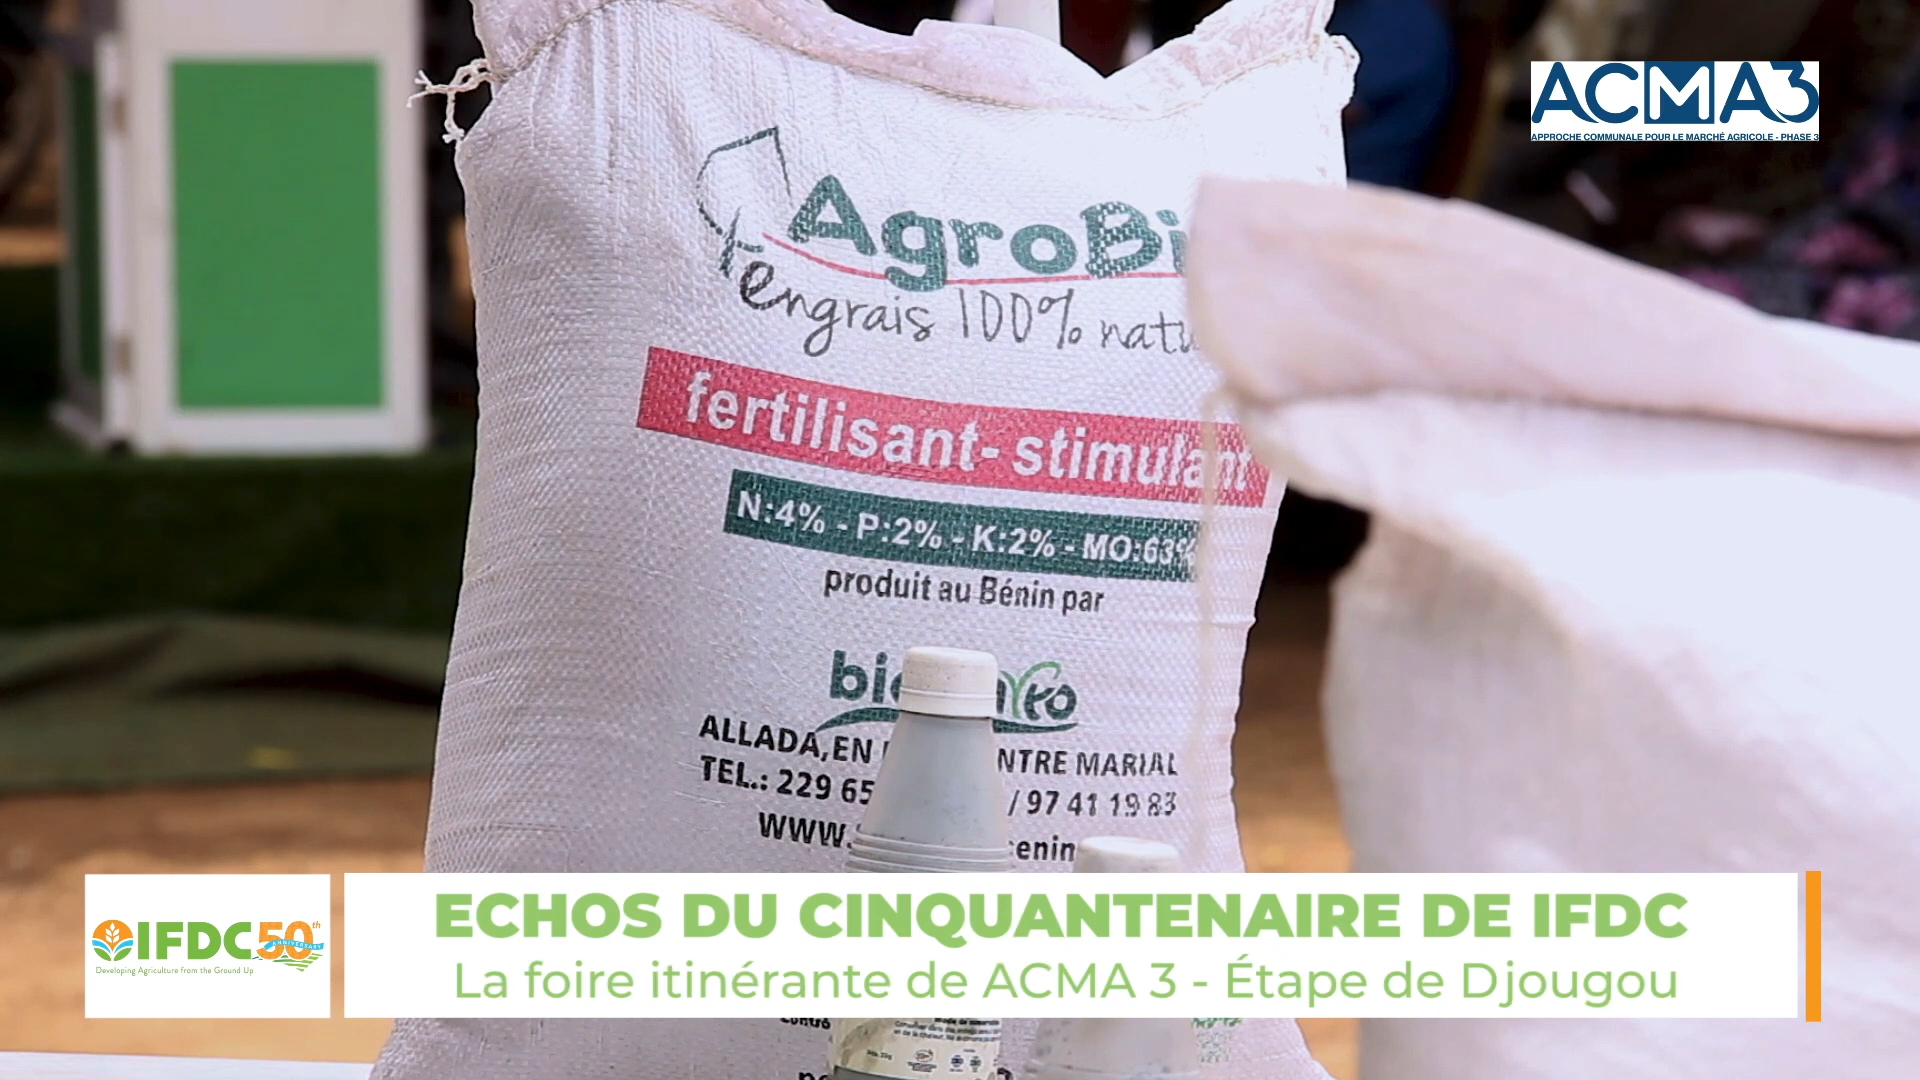 ACMA3
APPROCHE COMMUNALE POUR LE MARCHÉ AGRICOLE - PHASE 3
AgroBi
engrais 100% natu
fertilisant-stimulant
N:4% - P:2% - K:2% - MO:63%
produit au Bénin par
ALLADA, EN NTRE MARIAL
TEL.: 229 65 / 97 41 19 83
WWW. enin
IFDC 50th
ANNIVERSARY
Developing Agriculture from the Ground Up
ECHOS DU CINQUANTENAIRE DE IFDC
La foire itinérante de ACMA 3 - Étape de Djougou